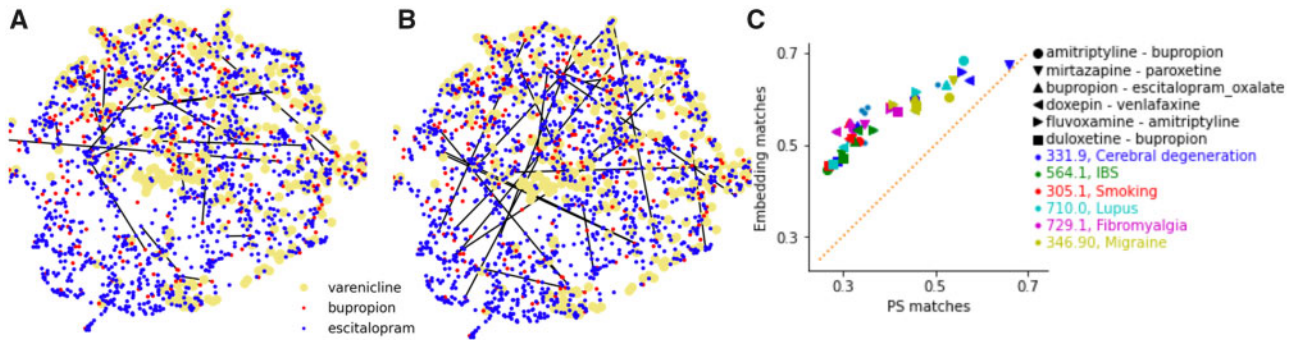 A
B
C
varenicline
bupropion
escitalopram
Embedding matches
0.7
0.5
0.3
0.3
0.5
0.7
PS matches
amitriptyline - bupropion
mirtazapine - paroxetine
bupropion - escitalopram_oxalate
doxepin - venlafaxine
fluvoxamine - amitriptyline
duloxetine - bupropion
331.9, Cerebral degeneration
564.1, IBS
305.1, Smoking
710.0, Lupus
729.1, Fibromyalgia
346.90, Migraine